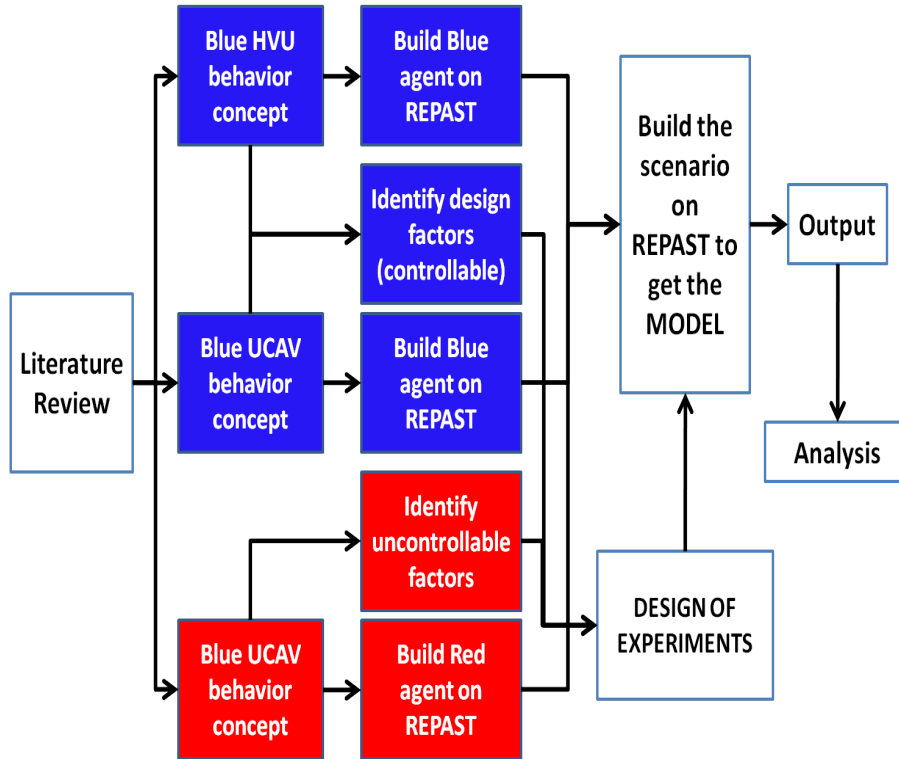 Blue HVU
behavior
concept
Build Blue
agent on
REPAST
Identify design
factors
(controllable)
Literature
Review
Blue UCAV
behavior
concept
Build Blue
agent on
REPAST
Identify
uncontrollable
factors
Blue UCAV
behavior
concept
Build Red
agent on
REPAST
Build the
scenario
on
REPAST to
get the
MODEL
DESIGN OF
EXPERIMENTS
Output
Analysis